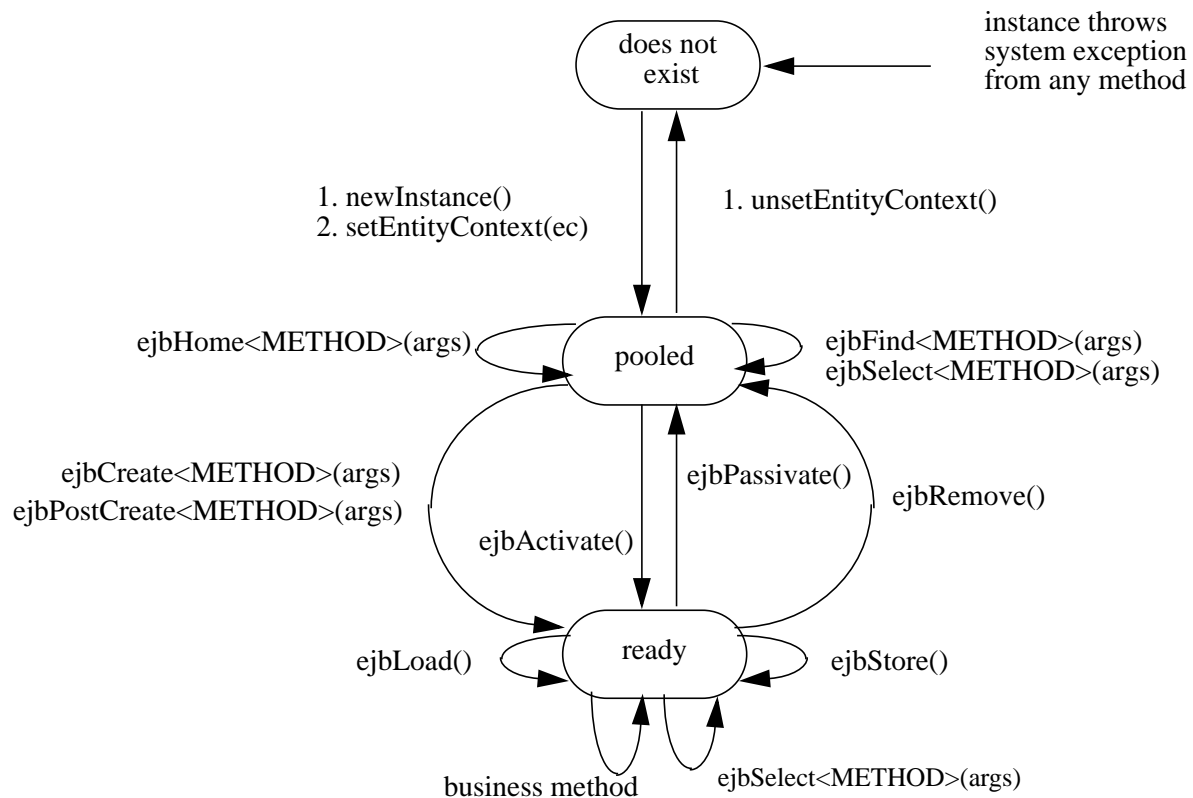 does not
exist
instance throws
system exception
from any method
1. newInstance()
2. setEntityContext(ec)
1. unsetEntityContext()
ejbHome<METHOD>(args)
pooled
ejbFind<METHOD>(args)
ejbSelect<METHOD>(args)
ejbCreate<METHOD>(args)
ejbPostCreate<METHOD>(args)
ejbPassivate()
ejbRemove()
ejbActivate()
ejbLoad()
ready
ejbStore()
business method
ejbSelect<METHOD>(args)